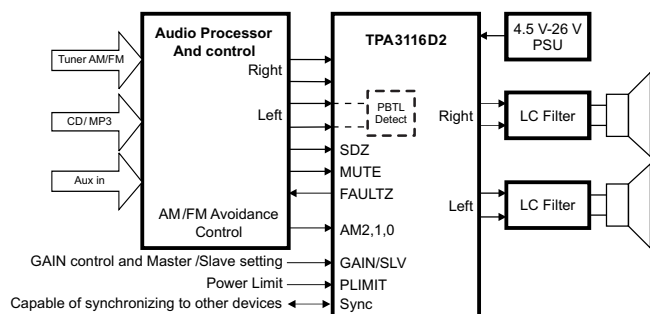 Audio Processor
And control
Tuner AM/FM
CD/ MP3
Aux in
Right
Left
AM/FM Avoidance
Control
TPA3116D2
PBTL
Detect
SDZ
MUTE
FAULTZ
AM2,1,0
GAIN/SLV
PLIMIT
Sync
Right
Left
4.5 V-26 V
PSU
LC Filter
LC Filter
GAIN control and Master /Slave setting
Power Limit
Capable of synchronizing to other devices